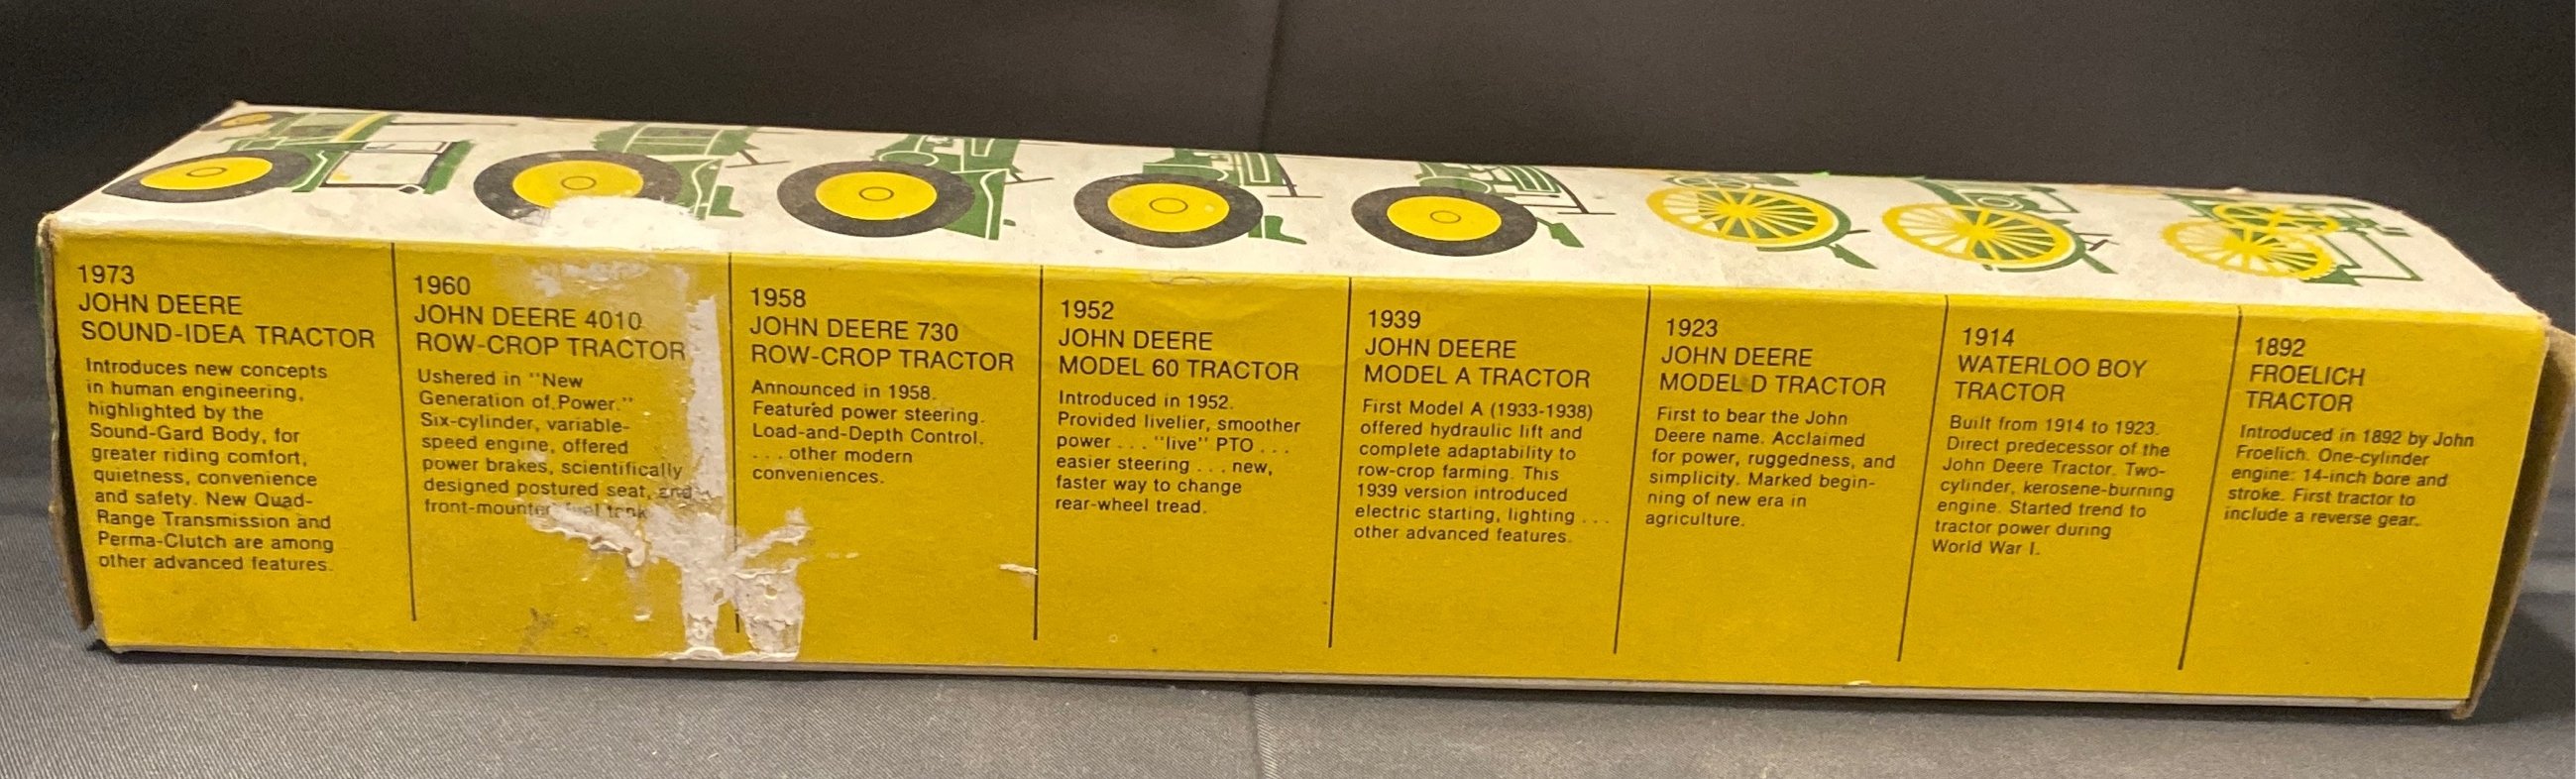 1973
JOHN DEERE
SOUND-IDEA TRACTOR
Introduces new concepts
in human engineering,
highlighted by the
Sound-Gard Body, for
greater riding comfort,
quietness, convenience
and safety. New Quad-
Range Transmission and
Perma-Clutch are among
other advanced features.
1960
JOHN DEERE 4010
ROW-CROP TRACTOR
Ushered in "New
Generation of Power."
Six-cylinder, variable-
speed engine, offered
power brakes, scientifically
designed postured seat, and
front-mounted fuel tank
1958
JOHN DEERE 730
ROW-CROP TRACTOR
Announced in 1958.
Featured power steering.
Load-and-Depth Control.
. . . other modern
conveniences.
1952
JOHN DEERE
MODEL 60 TRACTOR
Introduced in 1952.
Provided livelier, smoother
power . . . "live" PTO . . .
easier steering . . . new,
faster way to change
rear-wheel tread.
1939
JOHN DEERE
MODEL A TRACTOR
First Model A (1933-1938)
offered hydraulic lift and
complete adaptability to
row-crop farming. This
1939 version introduced
electric starting, lighting . . .
other advanced features.
1923
JOHN DEERE
MODEL D TRACTOR
First to bear the John
Deere name. Acclaimed
for power, ruggedness, and
simplicity. Marked begin-
ning of new era in
agriculture.
1914
WATERLOO BOY
TRACTOR
Built from 1914 to 1923.
Direct predecessor of the
John Deere Tractor. Two-
cylinder, kerosene-burning
engine. Started trend to
tractor power during
World War I.
1892
FROELICH
TRACTOR
Introduced in 1892 by John
Froelich. One-cylinder
engine: 14-inch bore and
stroke. First tractor to
include a reverse gear.